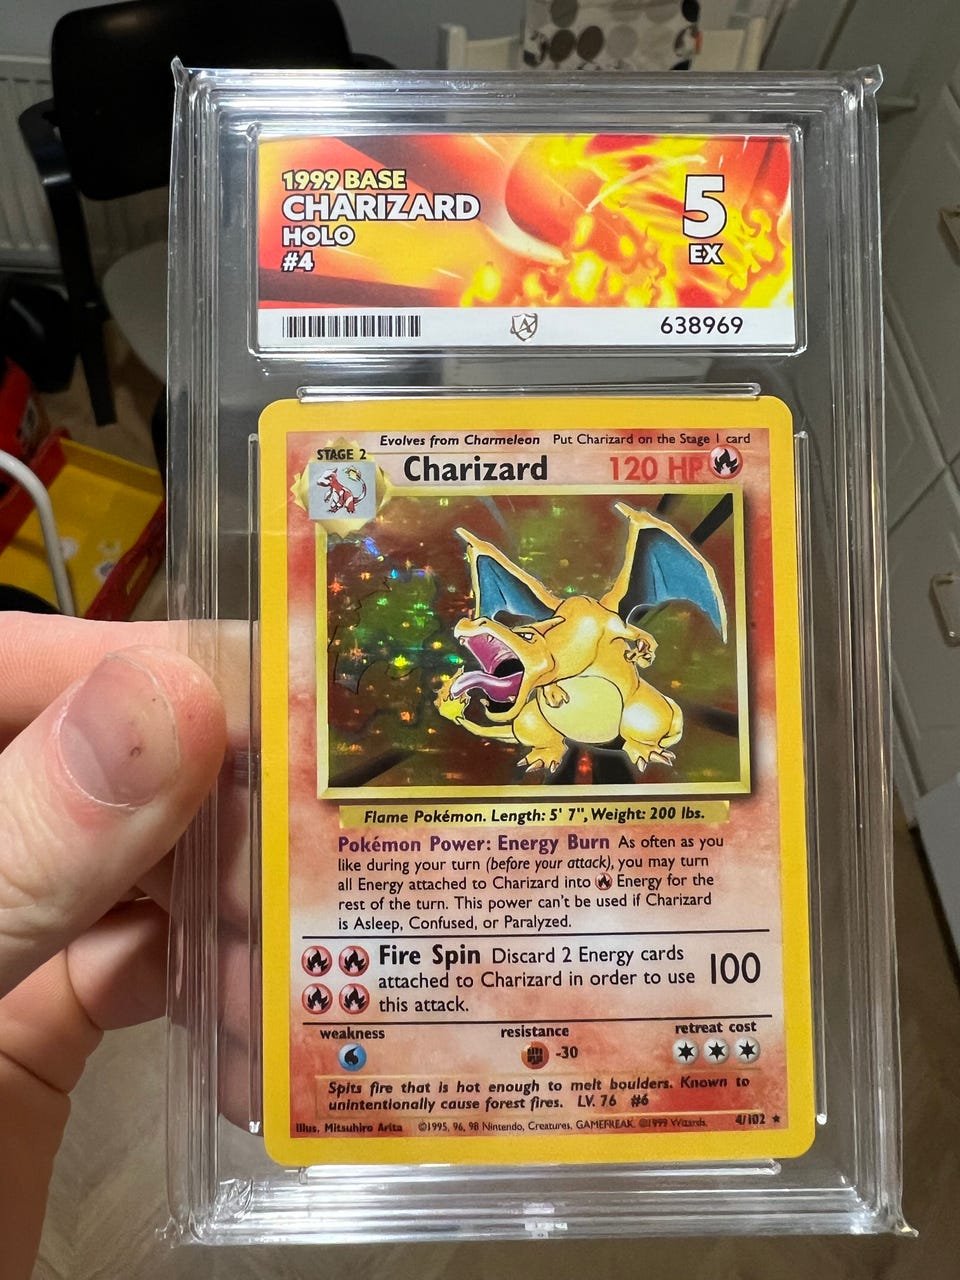 1999 BASE
CHARIZARD
HOLO
#4
5
EX
638969
Evolves from Charmeleon Put Charizard on the Stage 1 card
STAGE 2
Charizard 120 HP
Flame Pokémon. Length: 5' 7", Weight: 200 lbs.
Pokémon Power: Energy Burn As often as you
like during your turn (before your attack), you may turn
all Energy attached to Charizard into Energy for the
rest of the turn. This power can't be used if Charizard
is Asleep, Confused, or Paralyzed.
Fire Spin Discard 2 Energy cards
attached to Charizard in order to use 100
this attack.
weakness resistance retreat cost
-30
Spits fire that is hot enough to melt boulders. Known to
unintentionally cause forest fires. LV. 76 #6
Illus. Mitsuhiro Arita ©1995, 96, 98 Nintendo, Creatures, GAMEFREAK. ©1999 Wizards. 4/102 ★